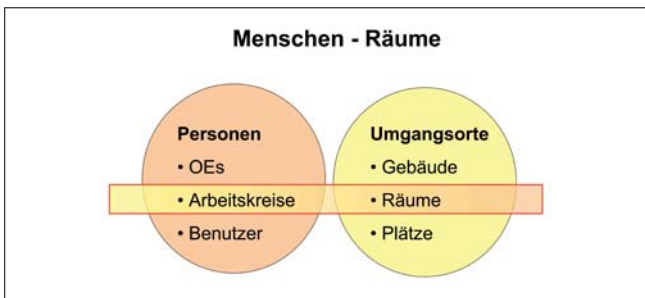 Menschen - Räume
Personen
• OEs
• Arbeitskreise
• Benutzer
Umgangsorte
• Gebäude
• Räume
• Plätze